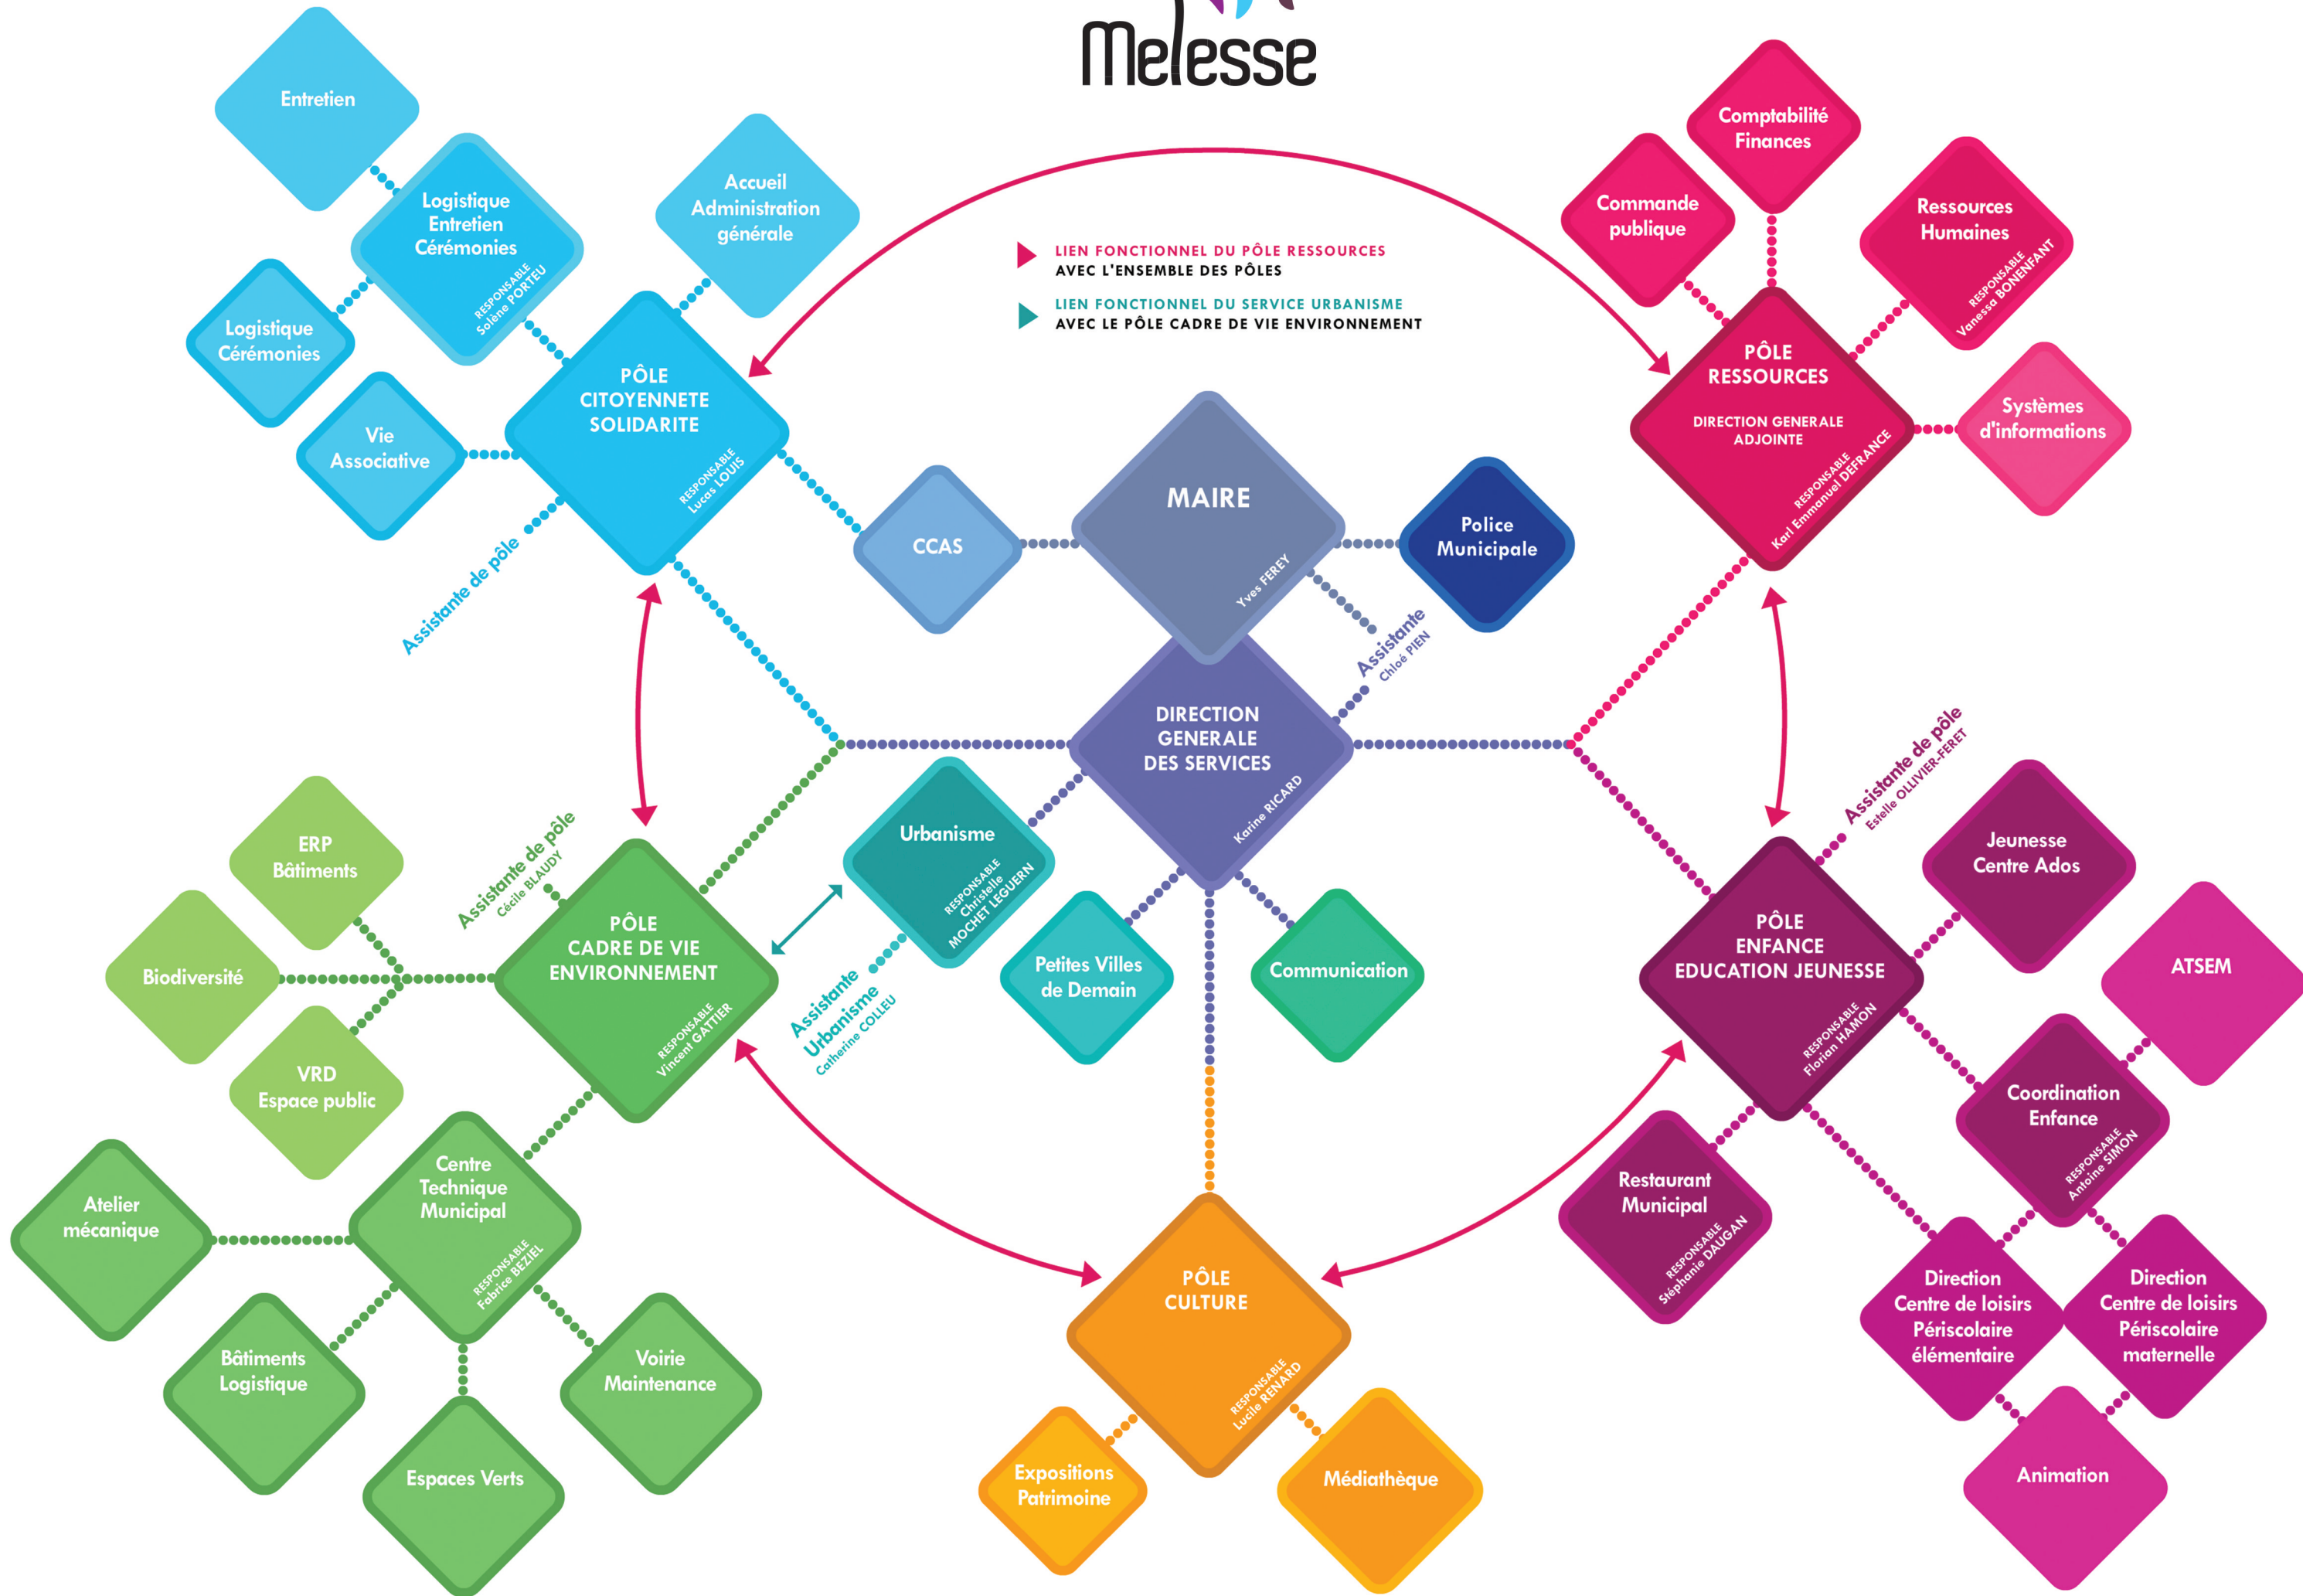 Melesse
LIEN FONCTIONNEL DU PÔLE RESSOURCES
AVEC L'ENSEMBLE DES PÔLES
LIEN FONCTIONNEL DU SERVICE URBANISME
AVEC LE PÔLE CADRE DE VIE ENVIRONNEMENT
Entretien
Logistique
Entretien
Cérémonies
RESPONSABLE
Solène PORTEU
Accueil
Administration
générale
Logistique
Cérémonies
Vie
Associative
PÔLE
CITOYENNETE
SOLIDARITE
RESPONSABLE
Lucas LOUIS
Assistante de pôle
Comptabilité
Finances
Commande
publique
Ressources
Humaines
RESPONSABLE
Vanessa BONENFANT
PÔLE
RESSOURCES
DIRECTION GENERALE
ADJOINTE
RESPONSABLE
Karl Emmanuel DEFRANCE
Systèmes
d'informations
CCAS
MAIRE
Yves FEREY
Police
Municipale
Assistante
Chloé PIEN
DIRECTION
GENERALE
DES SERVICES
Karine RICARD
Urbanisme
RESPONSABLE
Christelle
MOCHET LEGUERN
Assistante
Urbanisme
Catherine COLLEU
Petites Villes
de Demain
Communication
ERP
Bâtiments
Biodiversité
VRD
Espace public
Assistante de pôle
Cécile BLAUDY
PÔLE
CADRE DE VIE
ENVIRONNEMENT
RESPONSABLE
Vincent GATTIER
Centre
Technique
Municipal
RESPONSABLE
Fabrice BEZIEL
Atelier
mécanique
Bâtiments
Logistique
Espaces Verts
Voirie
Maintenance
PÔLE
CULTURE
RESPONSABLE
Lucile RENARD
Expositions
Patrimoine
Médiathèque
Assistante de pôle
Estelle OLLIVIER-FERET
PÔLE
ENFANCE
EDUCATION JEUNESSE
RESPONSABLE
Florian HAMON
Jeunesse
Centre Ados
ATSEM
Coordination
Enfance
RESPONSABLE
Antoine SIMON
Restaurant
Municipal
RESPONSABLE
Stéphanie DAUGAN
Direction
Centre de loisirs
Périscolaire
élémentaire
Direction
Centre de loisirs
Périscolaire
maternelle
Animation